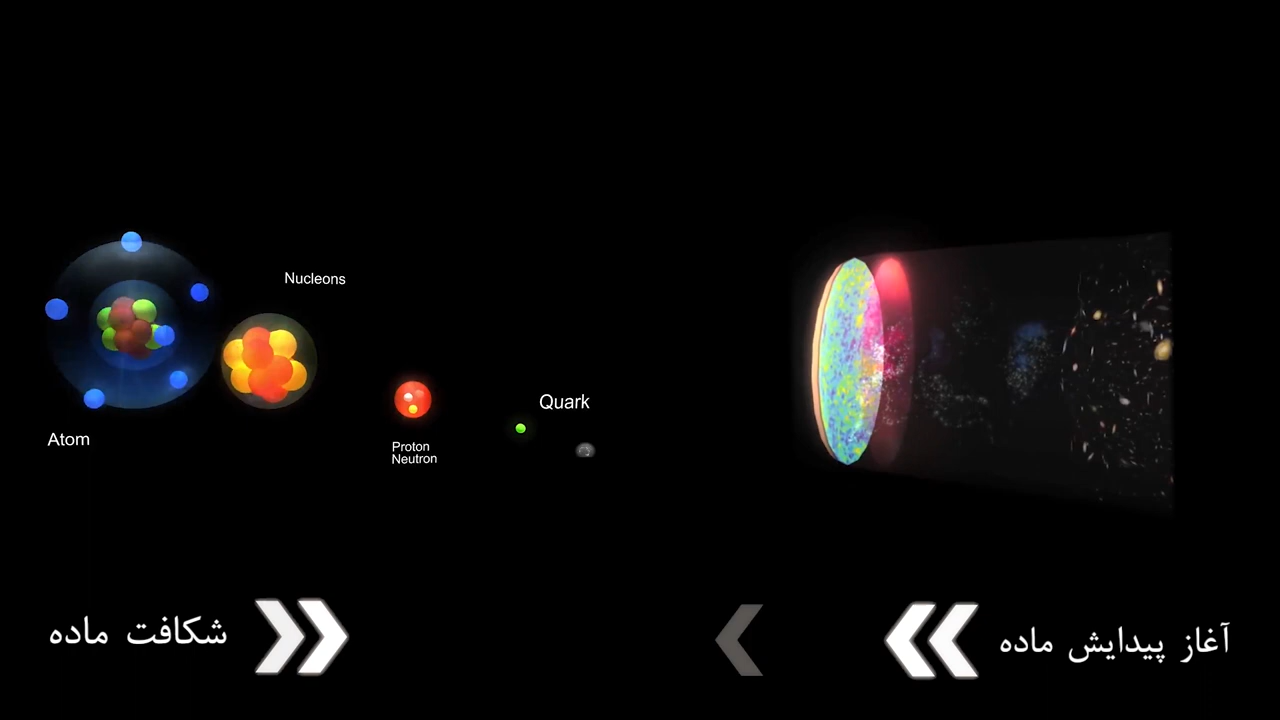 Nucleons
Atom
Proton
Neutron
Quark
شکافت ماده
آغاز پیدایش ماده